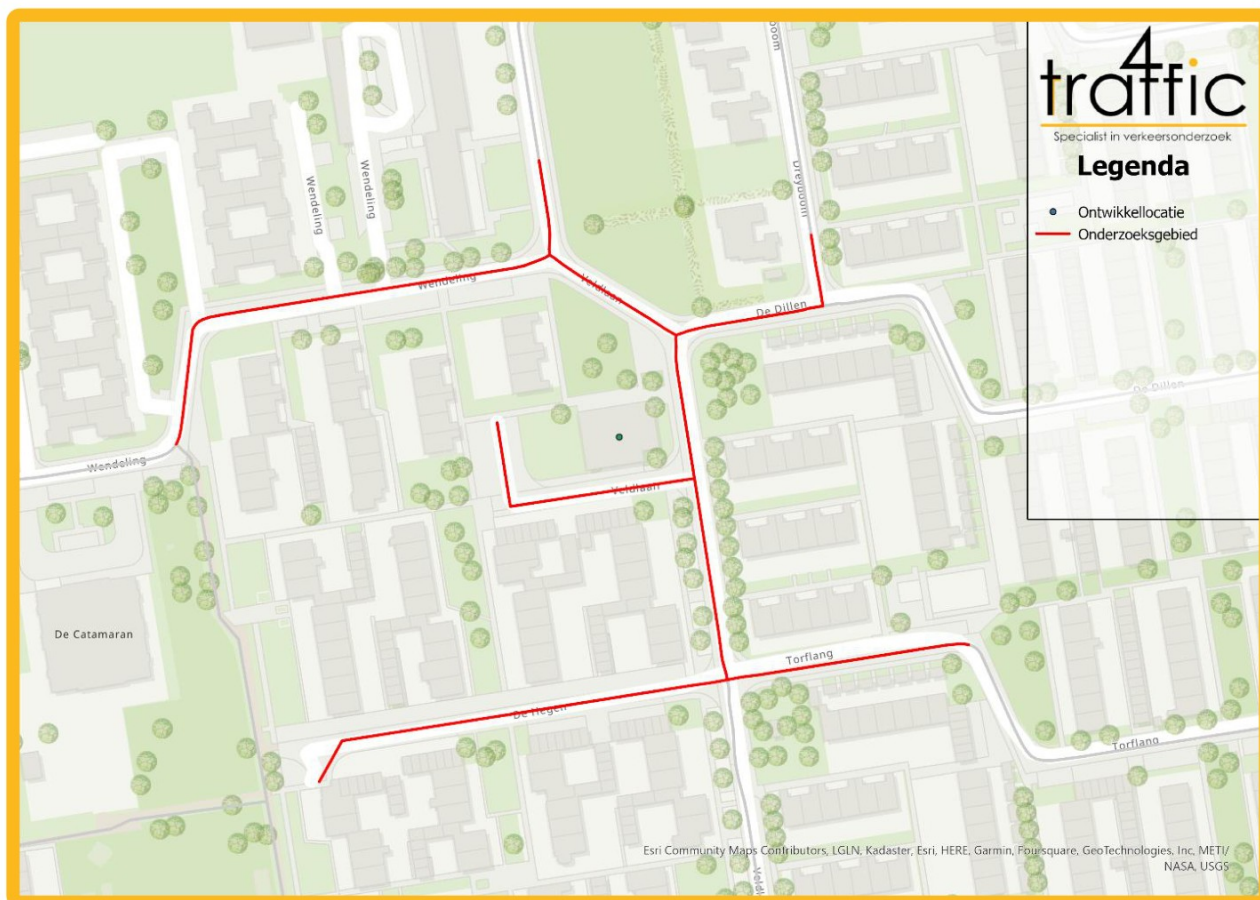 4
traffic
Specialist in verkeersonderzoek
Legenda
Ontwikkellocatie
Onderzoeksgebied
Dreyboom
Wendeling
Wendeling
Wendeling
Veldlaan
De Dillen
De Dillen
Wendeling
Veldlaan
De Catamaran
Torflang
De Hegen
Torflang
Esri Community Maps Contributors, LGLN, Kadaster, Esri, HERE, Garmin, Foursquare, GeoTechnologies, Inc, METI/
NASA, USGS